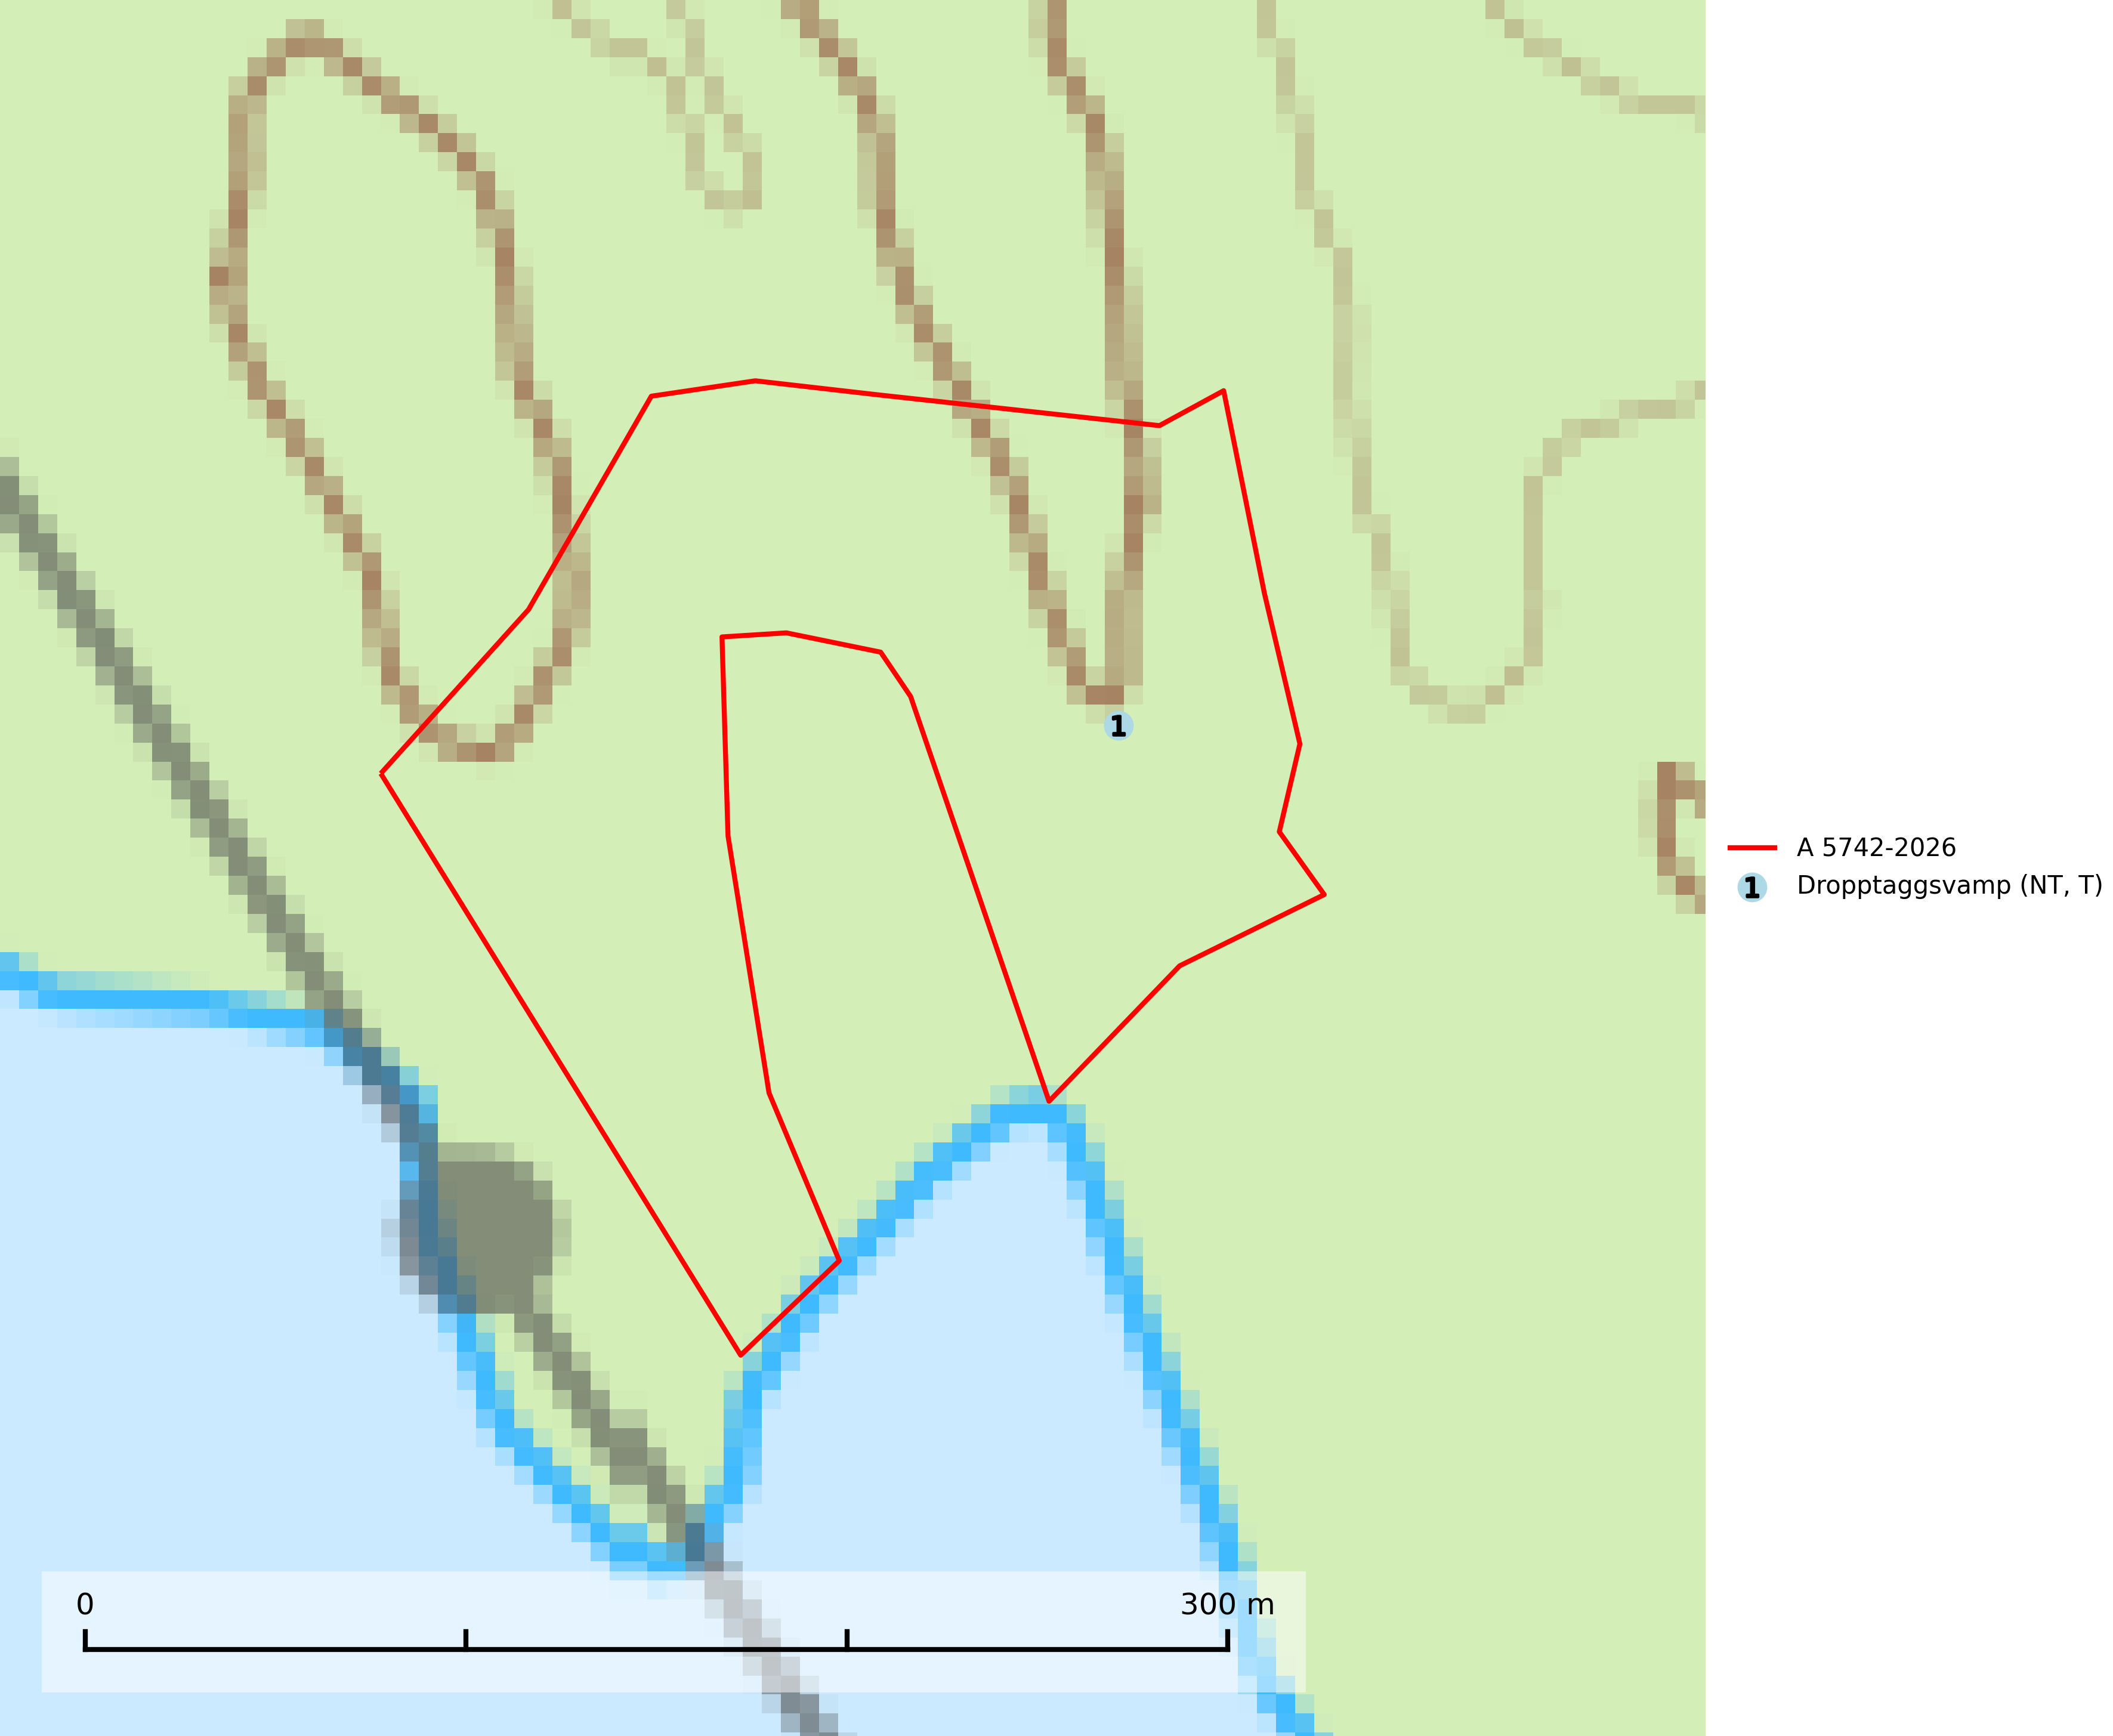 1
A 5742-2026
1 Dropptaggsvamp (NT, T)
0 300 m